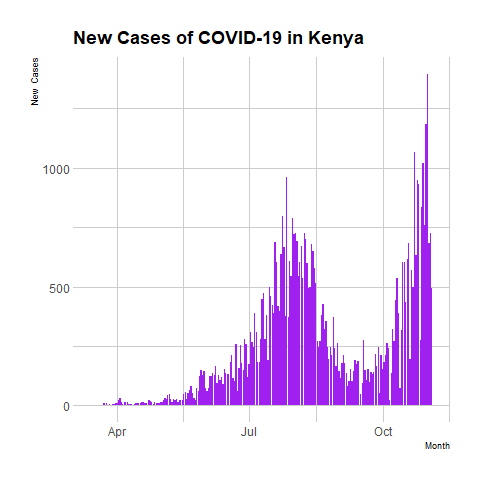 New Cases of COVID-19 in Kenya
New Cases
1000
500
0
Apr Jul Oct
Month